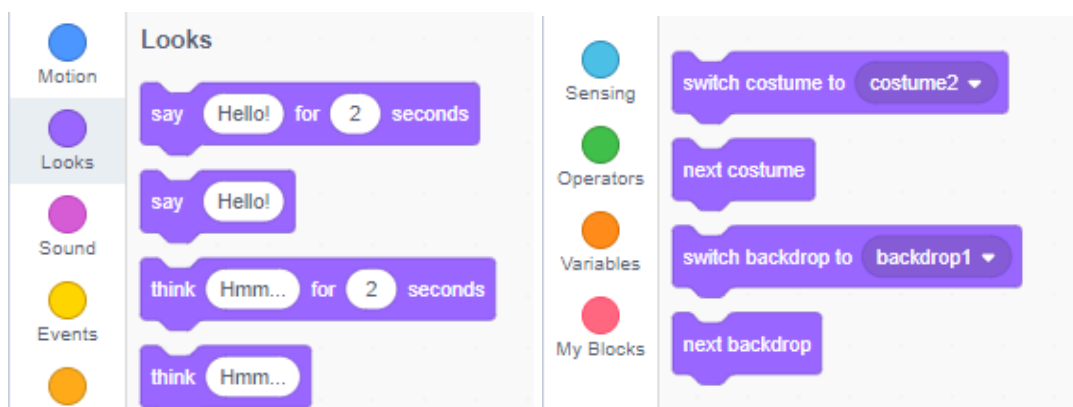 Motion
Looks
Sound
Events
Looks
say Hello! for 2 seconds
say Hello!
think Hmm... for 2 seconds
think Hmm...
Sensing
Operators
Variables
My Blocks
switch costume to costume2
next costume
switch backdrop to backdrop1
next backdrop